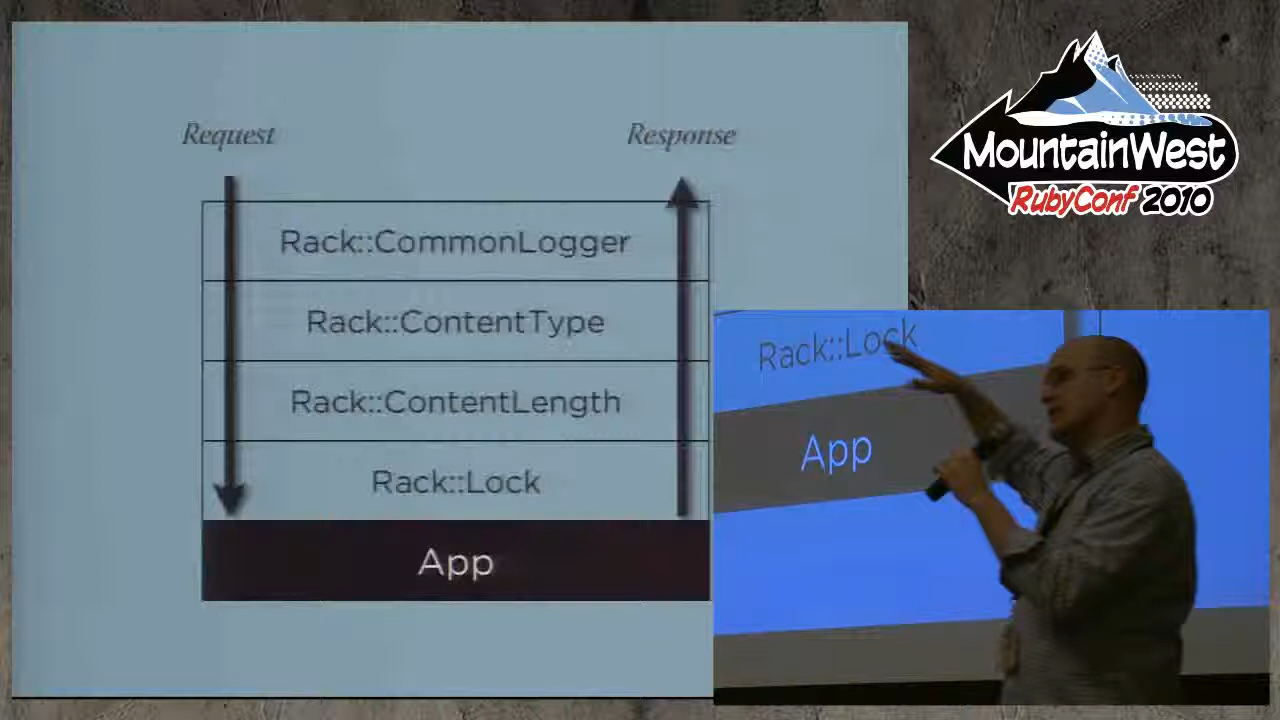 Request
Response
Rack::CommonLogger
Rack::ContentType
Rack::ContentLength
Rack::Lock
App
MountainWest
RubyConf 2010
Rack::Lock
App